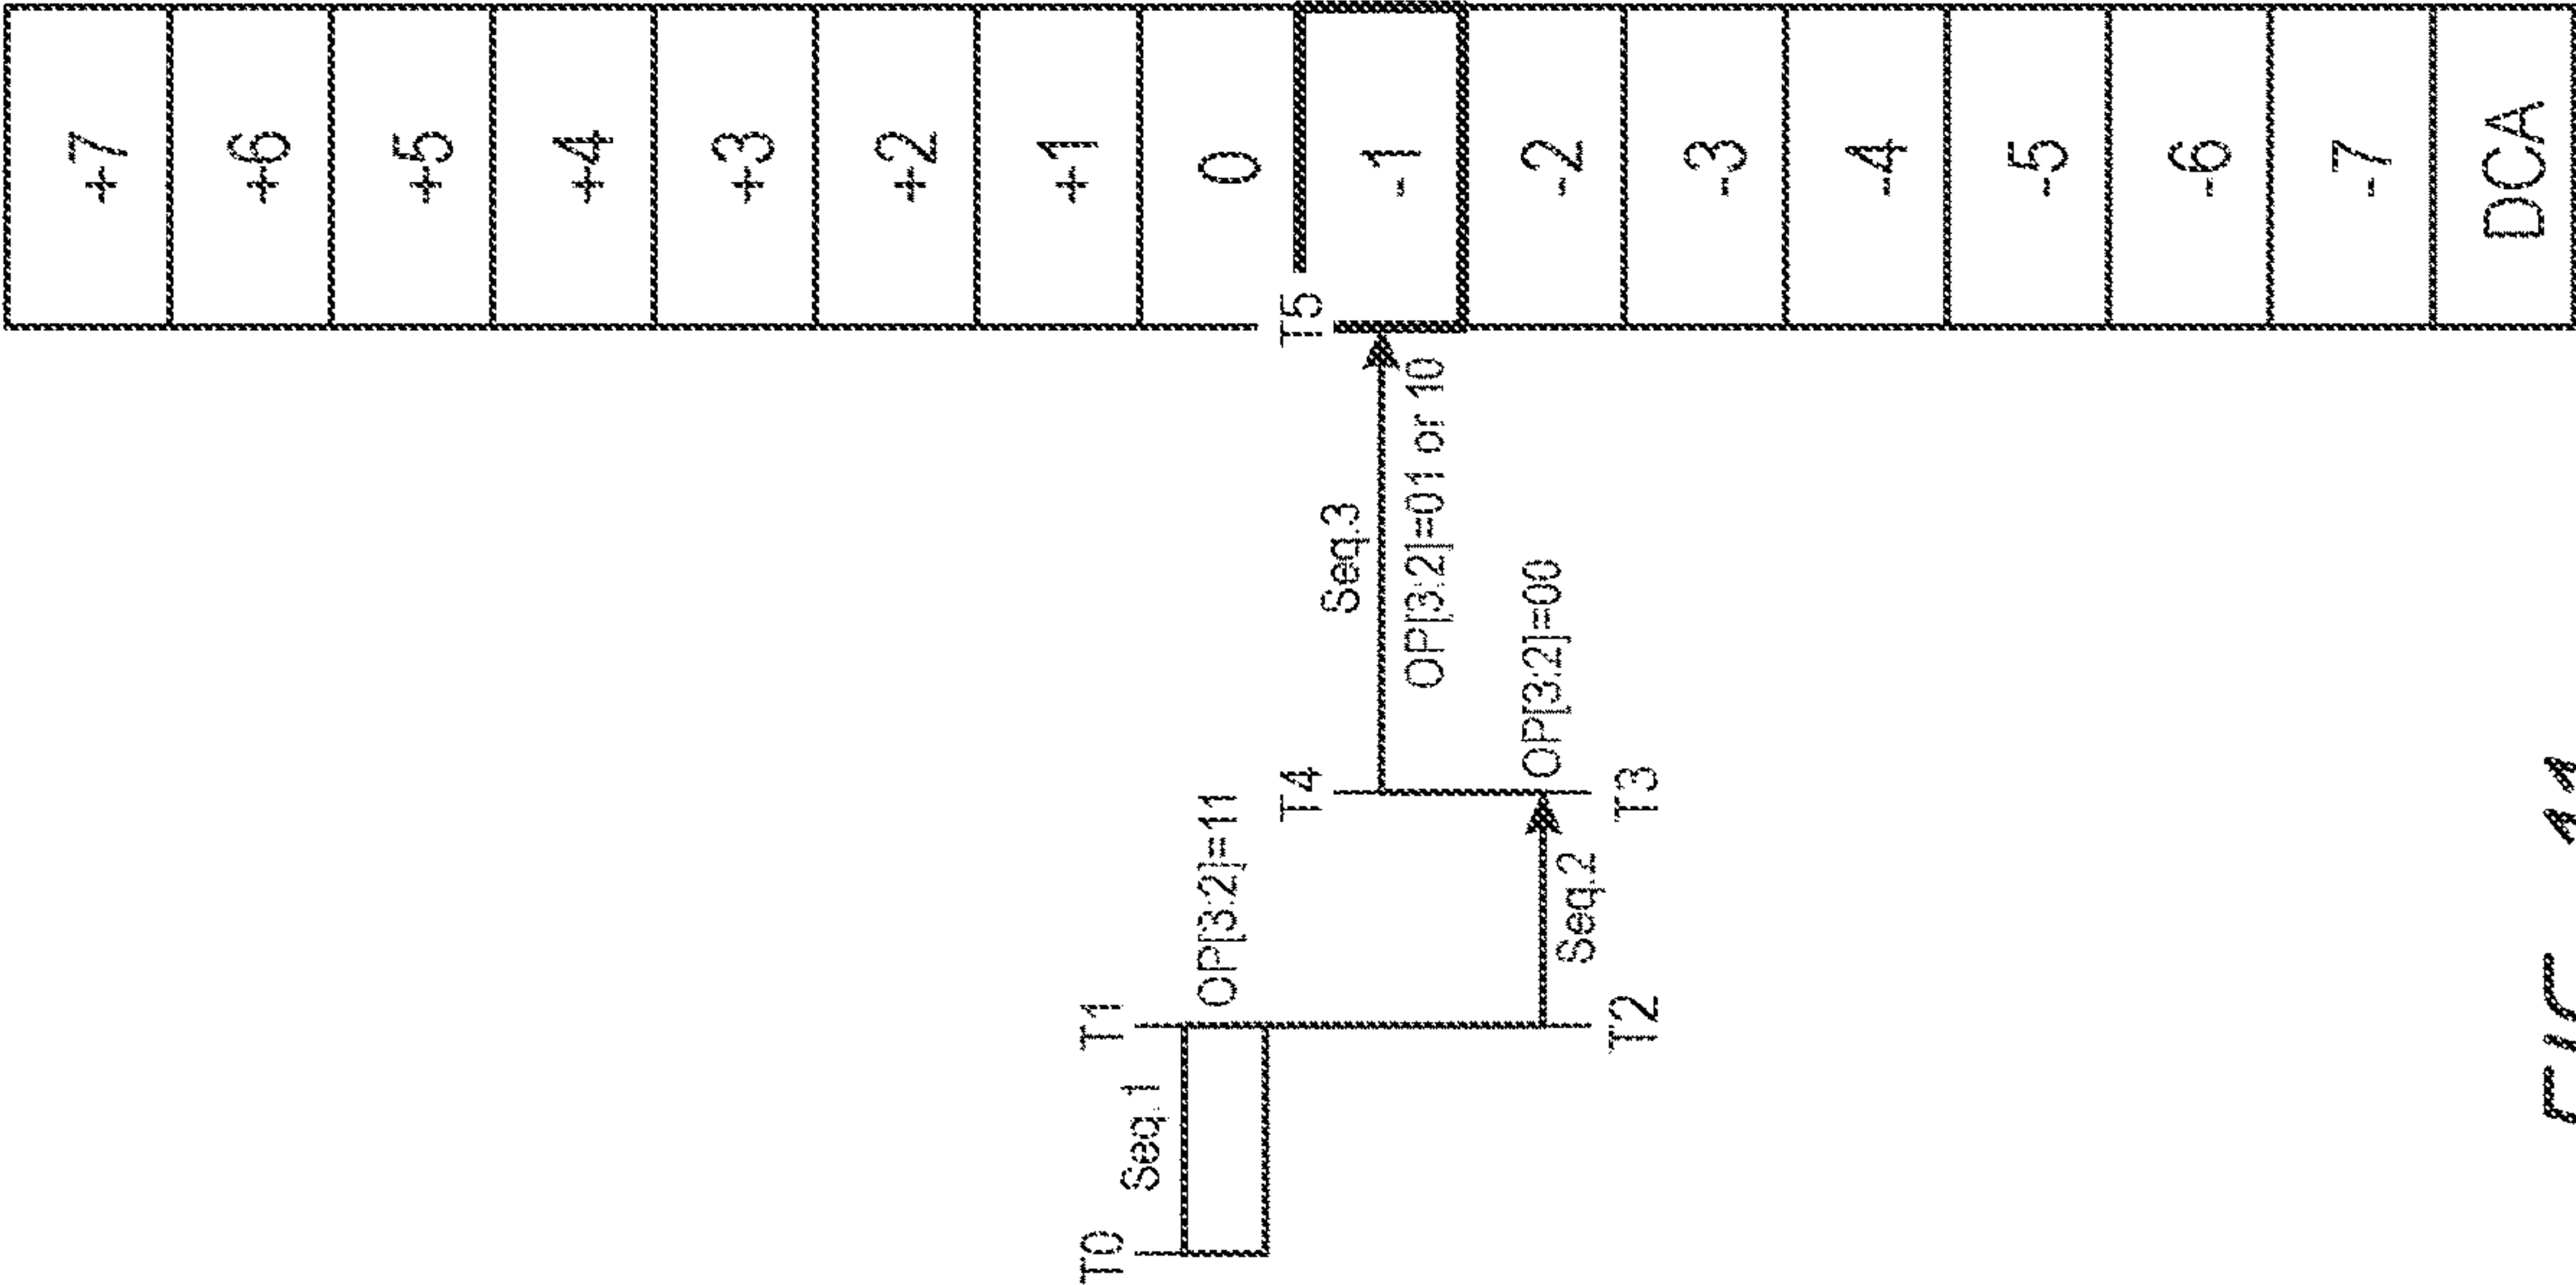 T0
Seq.1
T1
OP[3:2]=11
T2
Seq.2
T3
OP[3:2]=00
T4
Seq.3
OP[3:2]=01 or 10
T5
+7
+6
+5
+4
+3
+2
+1
0
-1
-2
-3
-4
-5
-6
-7
DCA